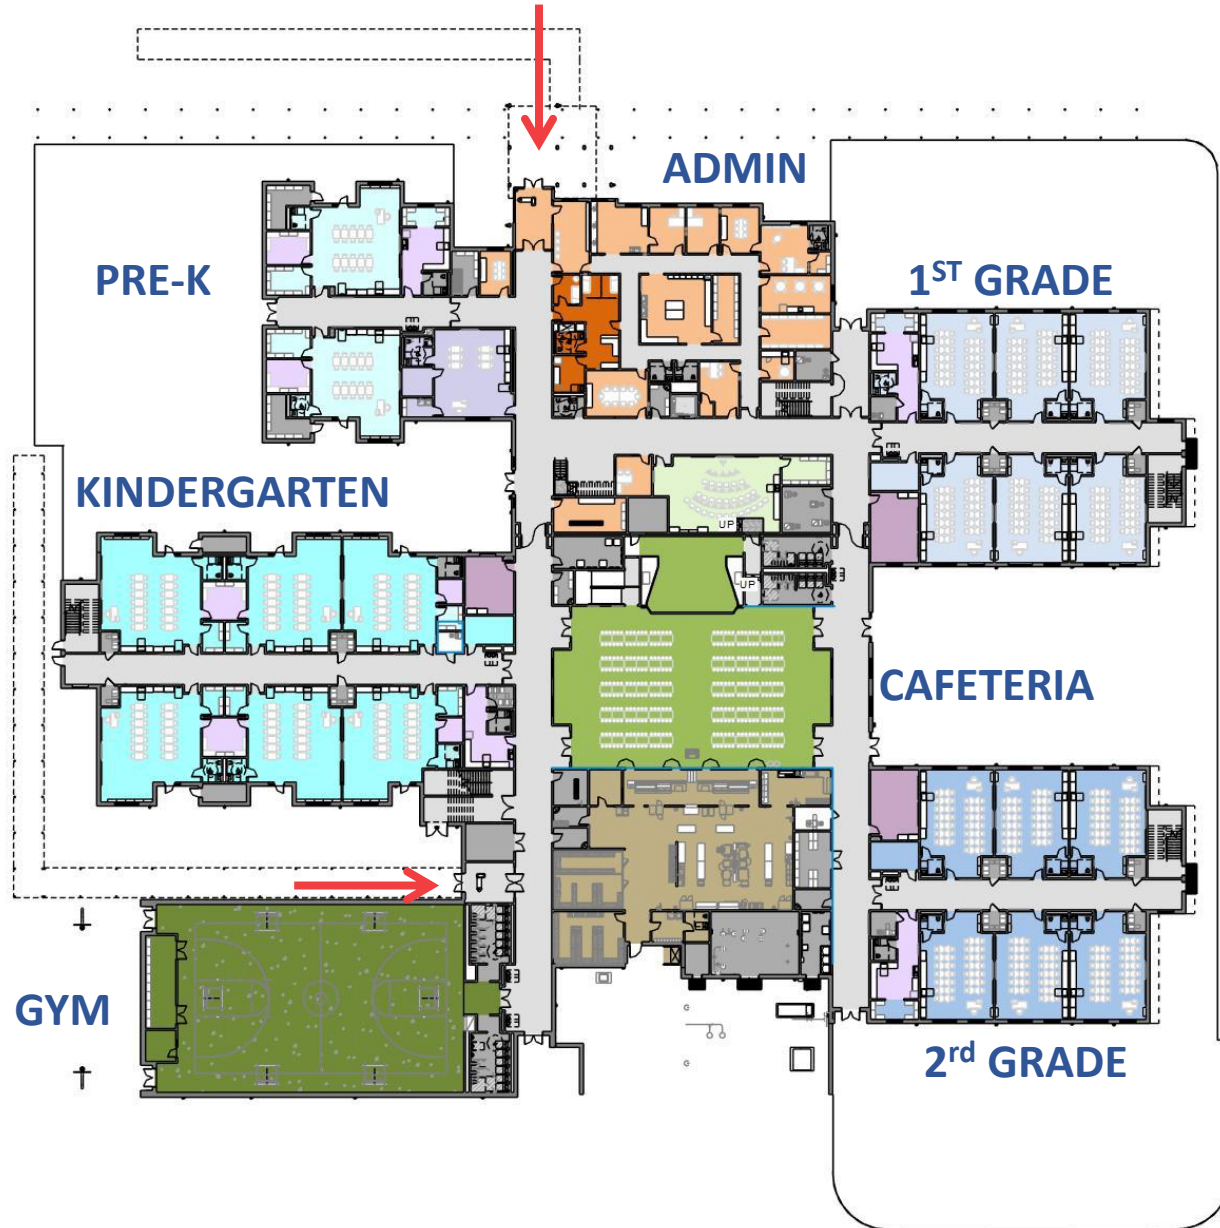 ADMIN
PRE-K
1ST GRADE
KINDERGARTEN
UP
UP
CAFETERIA
GYM
2rd GRADE